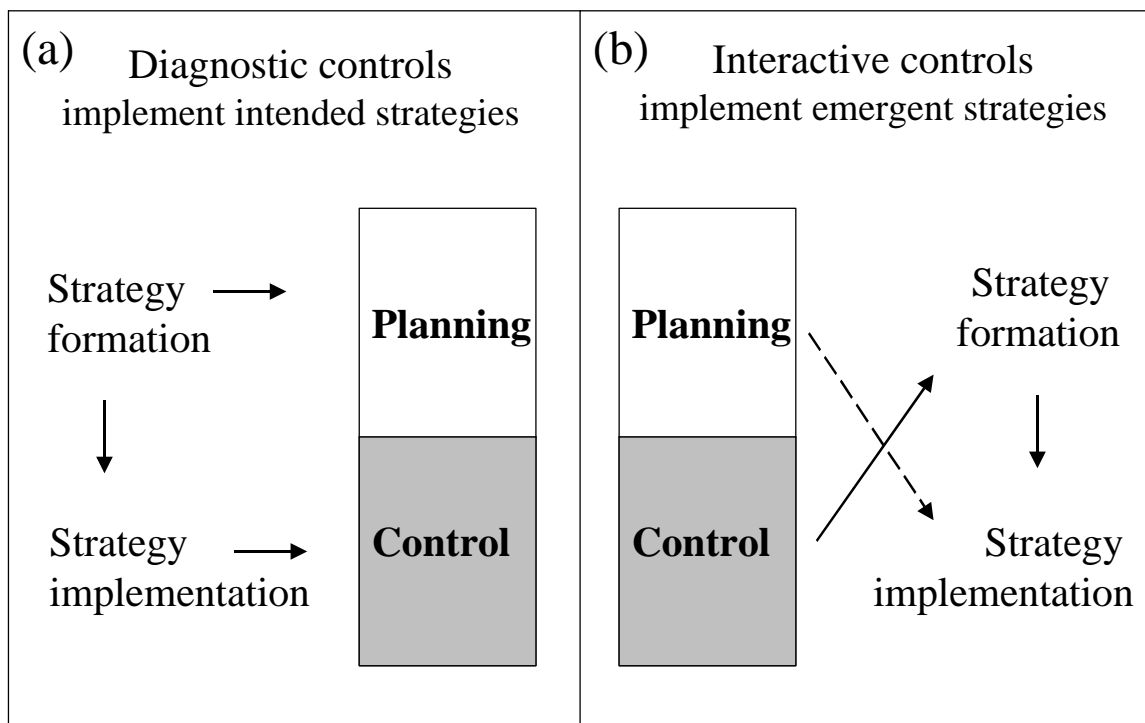 (a)
Diagnostic controls
implement intended strategies
Strategy
formation
Planning
Strategy
implementation
Control
(b)
Interactive controls
implement emergent strategies
Planning
Strategy
formation
Control
Strategy
implementation